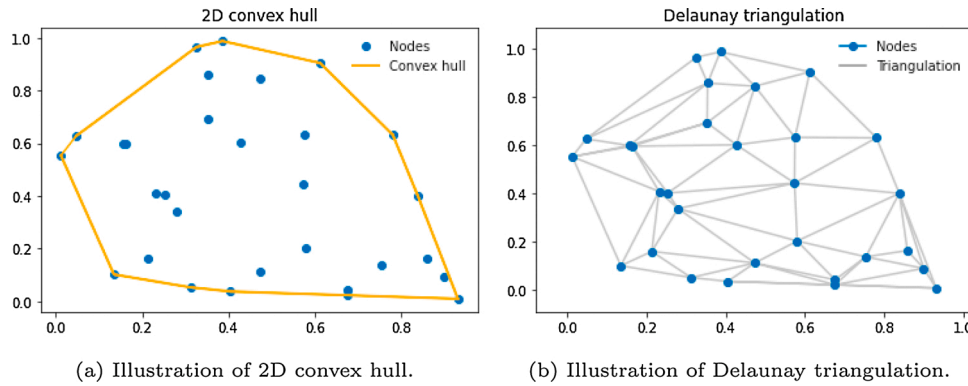 2D convex hull
Nodes
Convex hull
1.0
0.8
0.6
0.4
0.2
0.0
0.0 0.2 0.4 0.6 0.8
(a) Illustration of 2D convex hull.
Delaunay triangulation
Nodes
Triangulation
1.0
0.8
0.6
0.4
0.2
0.0
0.0 0.2 0.4 0.6 0.8 1.0
(b) Illustration of Delaunay triangulation.